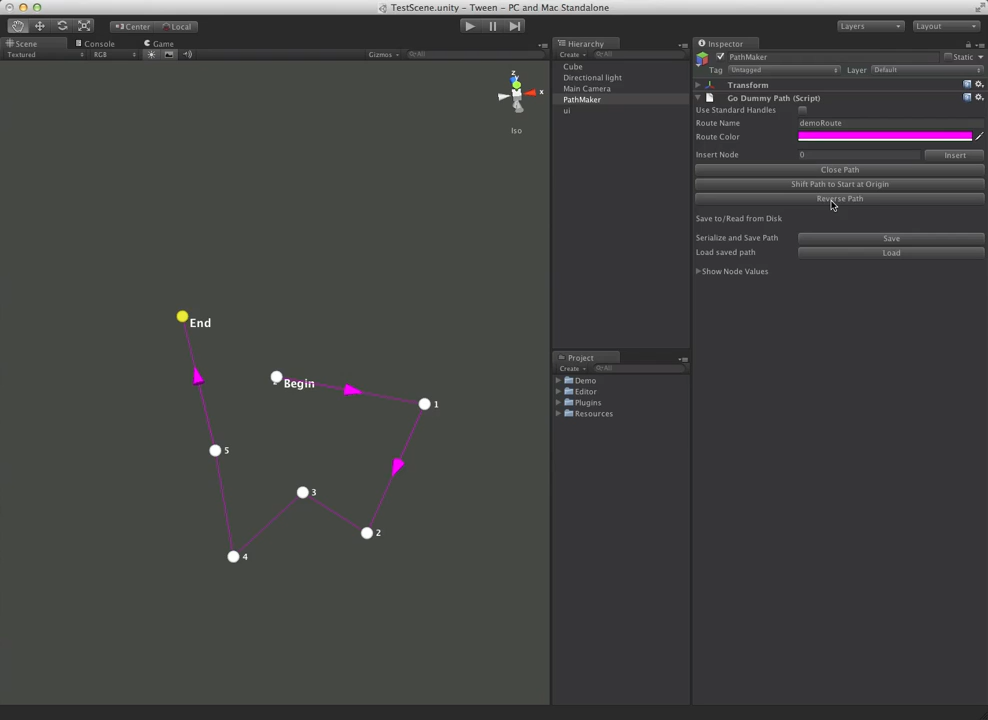 TestScene.unity – Tween – PC and Mac Standalone
Center
Local
Layers
Layout
Scene
Console
Game
Textured
RGB
Gizmos
All
z
x
Iso
End
Begin
1
2
3
4
5
Hierarchy
Create
All
Cube
Directional light
Main Camera
PathMaker
ui
Project
Create
All
Demo
Editor
Plugins
Resources
Inspector
PathMaker
Static
Tag
Untagged
Layer
Default
Transform
Go Dummy Path (Script)
Use Standard Handles
Route Name
demoRoute
Route Color
Insert Node
0
Insert
Close Path
Shift Path to Start at Origin
Reverse Path
Save to/Read from Disk
Serialize and Save Path
Save
Load saved path
Load
Show Node Values